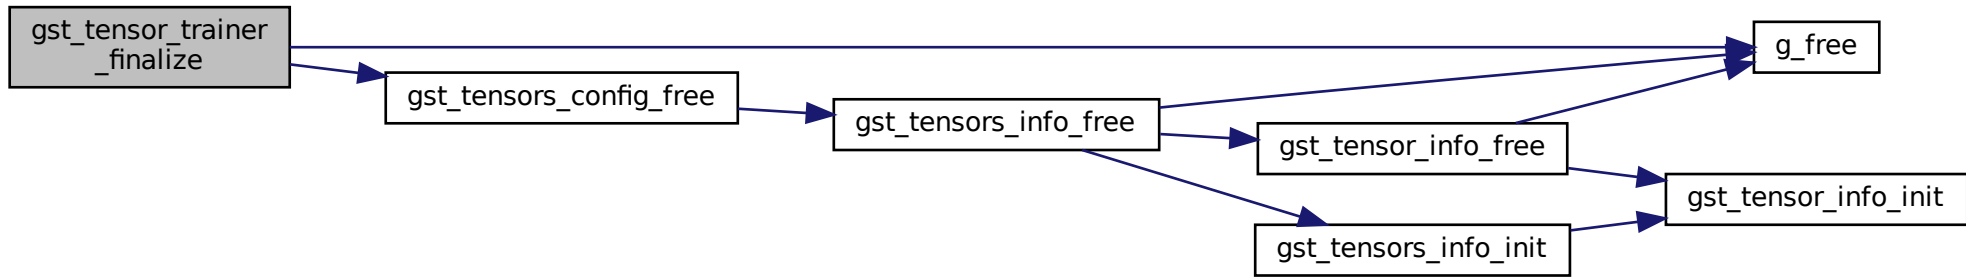 gst_tensor_trainer
_finalize
gst_tensors_config_free
gst_tensors_info_free
g_free
gst_tensor_info_free
gst_tensor_info_init
gst_tensors_info_init